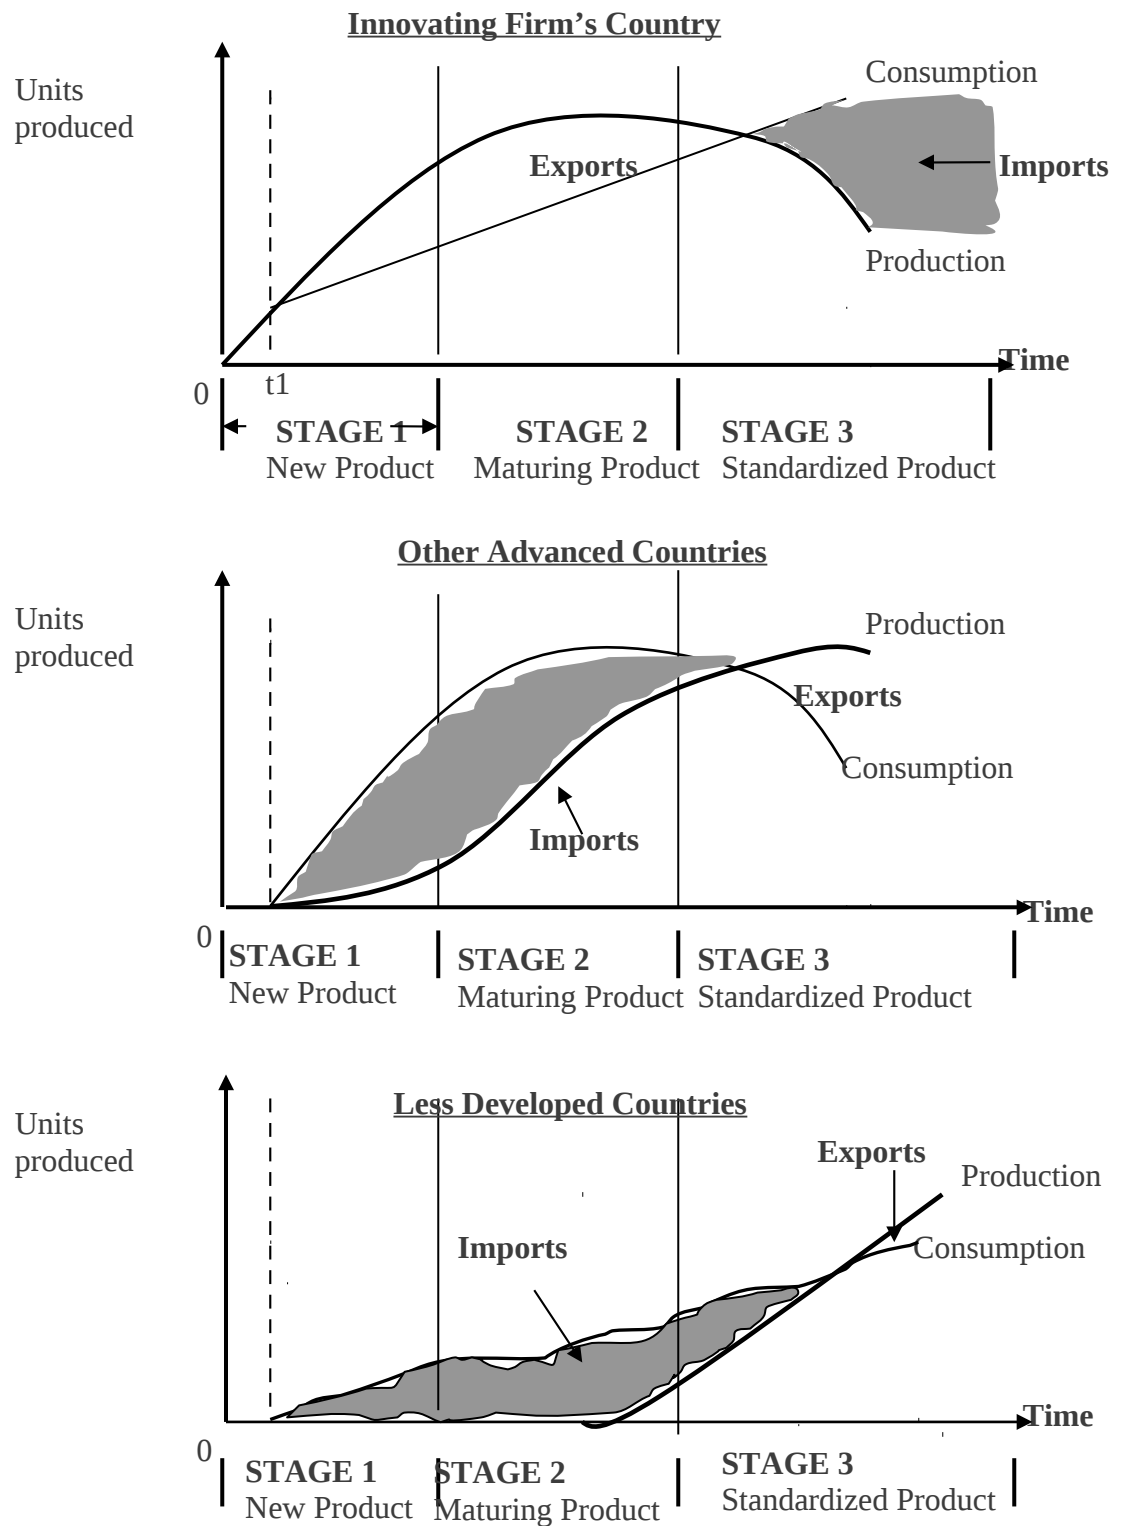 Innovating Firm's Country
Consumption
Units
produced
Exports
Imports
Production
Time
0
t1
STAGE 1
STAGE 2
STAGE 3
New Product
Maturing Product
Standardized Product
Other Advanced Countries
Units
produced
Production
Exports
Consumption
Imports
Time
0
STAGE 1
STAGE 2
STAGE 3
New Product
Maturing Product
Standardized Product
Less Developed Countries
Units
produced
Exports
Production
Imports
Consumption
Time
0
STAGE 1
STAGE 2
STAGE 3
New Product
Maturing Product
Standardized Product